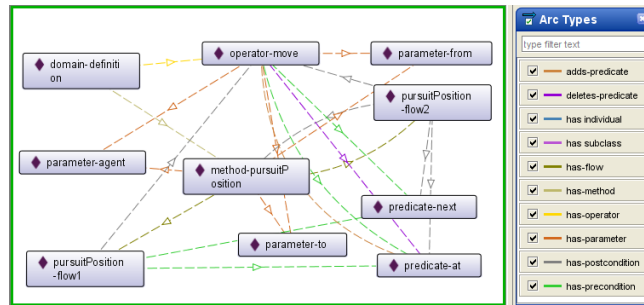 operator-move
parameter-from
domain-definiti
on
pursuitPosition
-flow2
parameter-agent
method-pursuitP
osition
predicate-next
parameter-to
pursuitPosition
-flow1
predicate-at
Arc Types
type filter text
adds-predicate
deletes-predicate
has individual
has subclass
has-flow
has-method
has-operator
has-parameter
has-postcondition
has-precondition